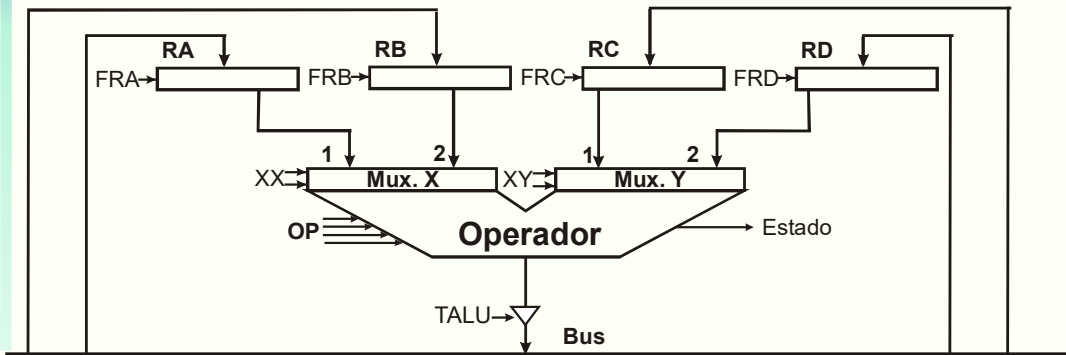 RA RB RC RD
FRA FRB FRC FRD
1 2 1 2
XX Mux. X XY Mux. Y
OP Operador Estado
TALU
Bus